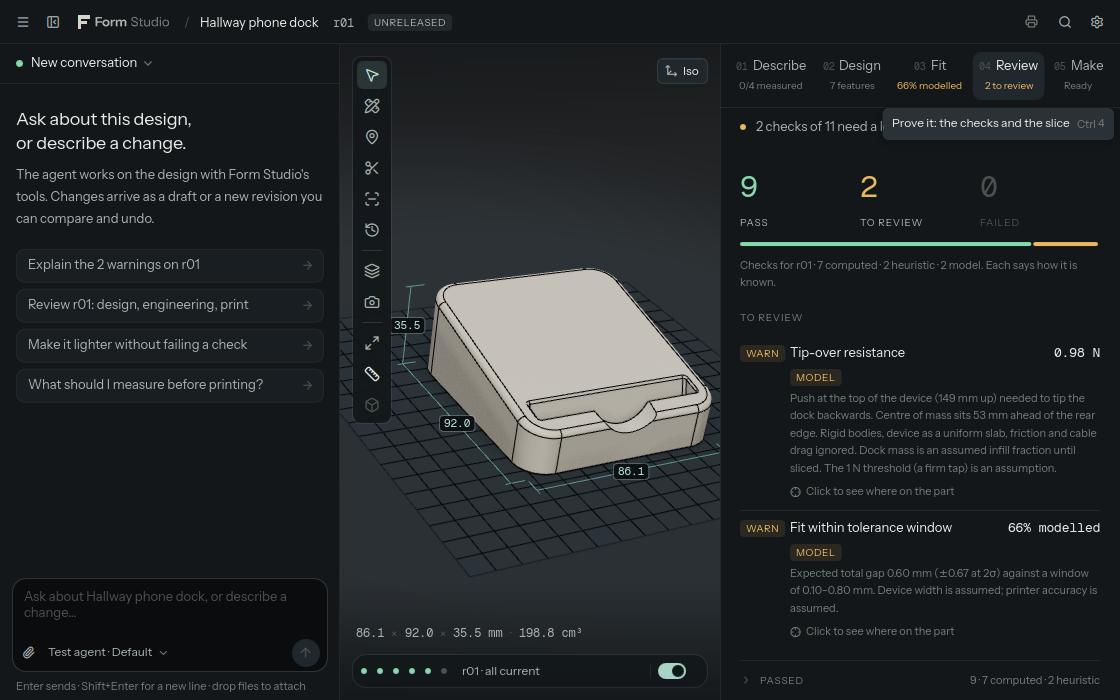 Form Studio / Hallway phone dock r01 UNRELEASED
New conversation
Ask about this design,
or describe a change.
The agent works on the design with Form Studio's
tools. Changes arrive as a draft or a new revision you
can compare and undo.
Explain the 2 warnings on r01
Review r01: design, engineering, print
Make it lighter without failing a check
What should I measure before printing?
Ask about Hallway phone dock, or describe a
change...
Test agent · Default
Enter sends · Shift+Enter for a new line · drop files to attach
Iso
35.5
92.0
86.1
86.1 × 92.0 × 35.5 mm · 198.8 cm³
r01 · all current
01 Describe
0/4 measured
02 Design
7 features
03 Fit
66% modelled
04 Review
2 to review
05 Make
Ready
2 checks of 11 need a
Prove it: the checks and the slice Ctrl 4
9
PASS
2
TO REVIEW
0
FAILED
Checks for r01 · 7 computed · 2 heuristic · 2 model. Each says how it is
known.
TO REVIEW
WARN Tip-over resistance 0.98 N
MODEL
Push at the top of the device (149 mm up) needed to tip the
dock backwards. Centre of mass sits 53 mm ahead of the rear
edge. Rigid bodies, device as a uniform slab, friction and cable
drag ignored. Dock mass is an assumed infill fraction until
sliced. The 1 N threshold (a firm tap) is an assumption.
Click to see where on the part
WARN Fit within tolerance window 66% modelled
MODEL
Expected total gap 0.60 mm (±0.67 at 2σ) against a window
of 0.10–0.80 mm. Device width is assumed; printer accuracy is
assumed.
Click to see where on the part
PASSED 9 · 7 computed · 2 heuristic